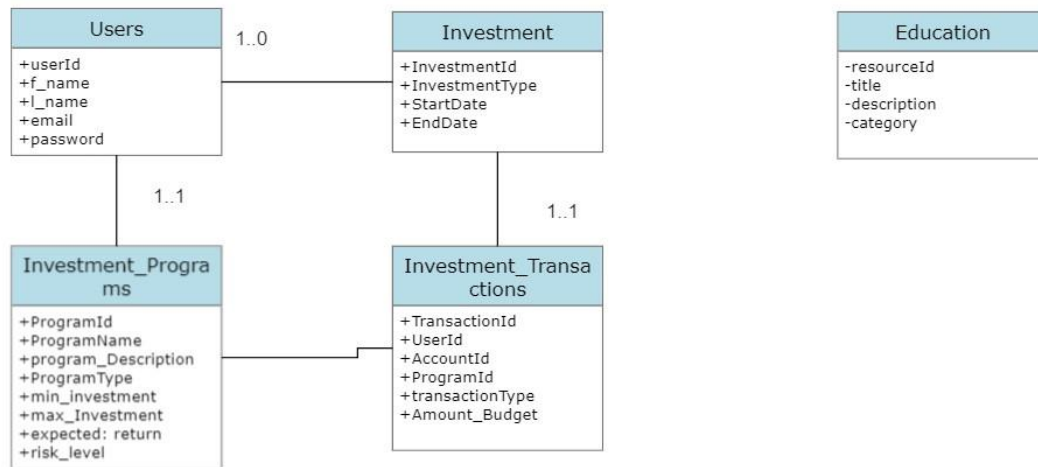 Users
+userId
+f_name
+l_name
+email
+password
1..0
Investment
+InvestmentId
+InvestmentType
+StartDate
+EndDate
Education
-resourceId
-title
-description
-category
1..1
1..1
Investment_Progra
ms
+ProgramId
+ProgramName
+program_Description
+ProgramType
+min_investment
+max_Investment
+expected: return
+risk_level
Investment_Transa
ctions
+TransactionId
+UserId
+AccountId
+ProgramId
+transactionType
+Amount_Budget